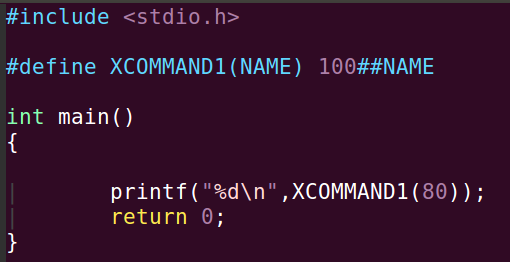 #include <stdio.h>
#define XCOMMAND1(NAME) 100##NAME
int main()
{
printf("%d\n",XCOMMAND1(80));
return 0;
}